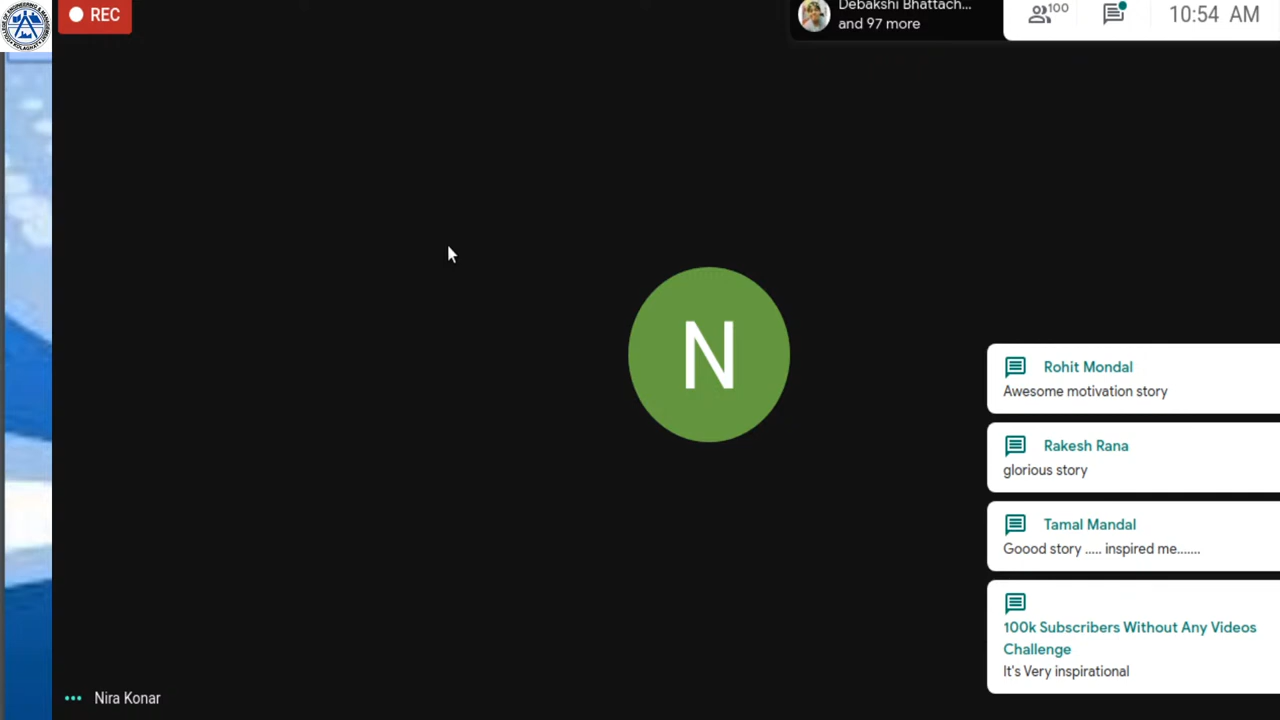 REC
Debakshi Bhattach...
and 97 more
100
10:54 AM
N
Rohit Mondal
Awesome motivation story
Rakesh Rana
glorious story
Tamal Mandal
Goood story ..... inspired me.......
100k Subscribers Without Any Videos
Challenge
It's Very inspirational
Nira Konar